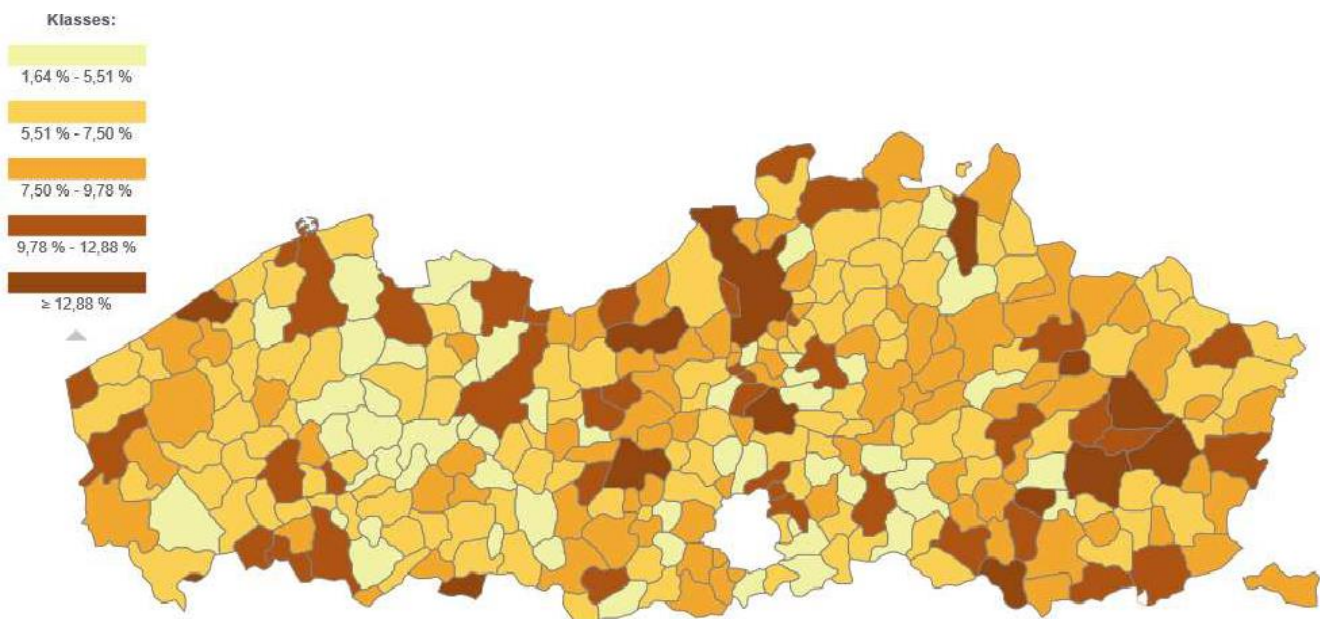 Klasses:
1,64 % - 5,51 %
5,51 % - 7,50 %
7,50 % - 9,78 %
9,78 % - 12,88 %
≥ 12,88 %